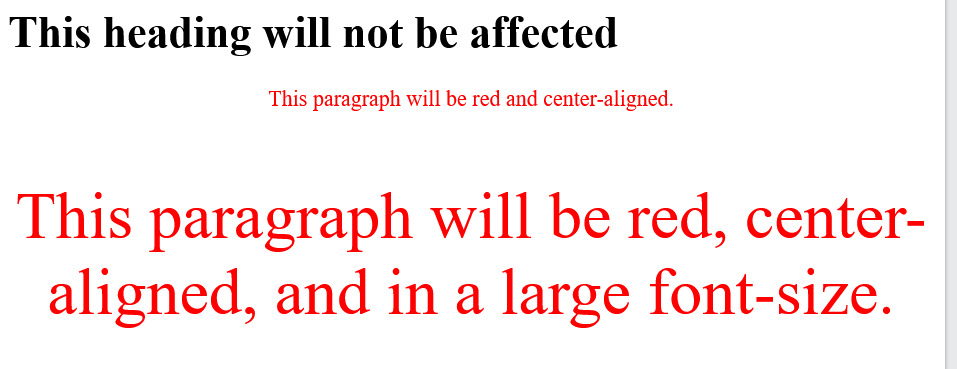 This heading will not be affected
This paragraph will be red and center-aligned.
This paragraph will be red, center-
aligned, and in a large font-size.